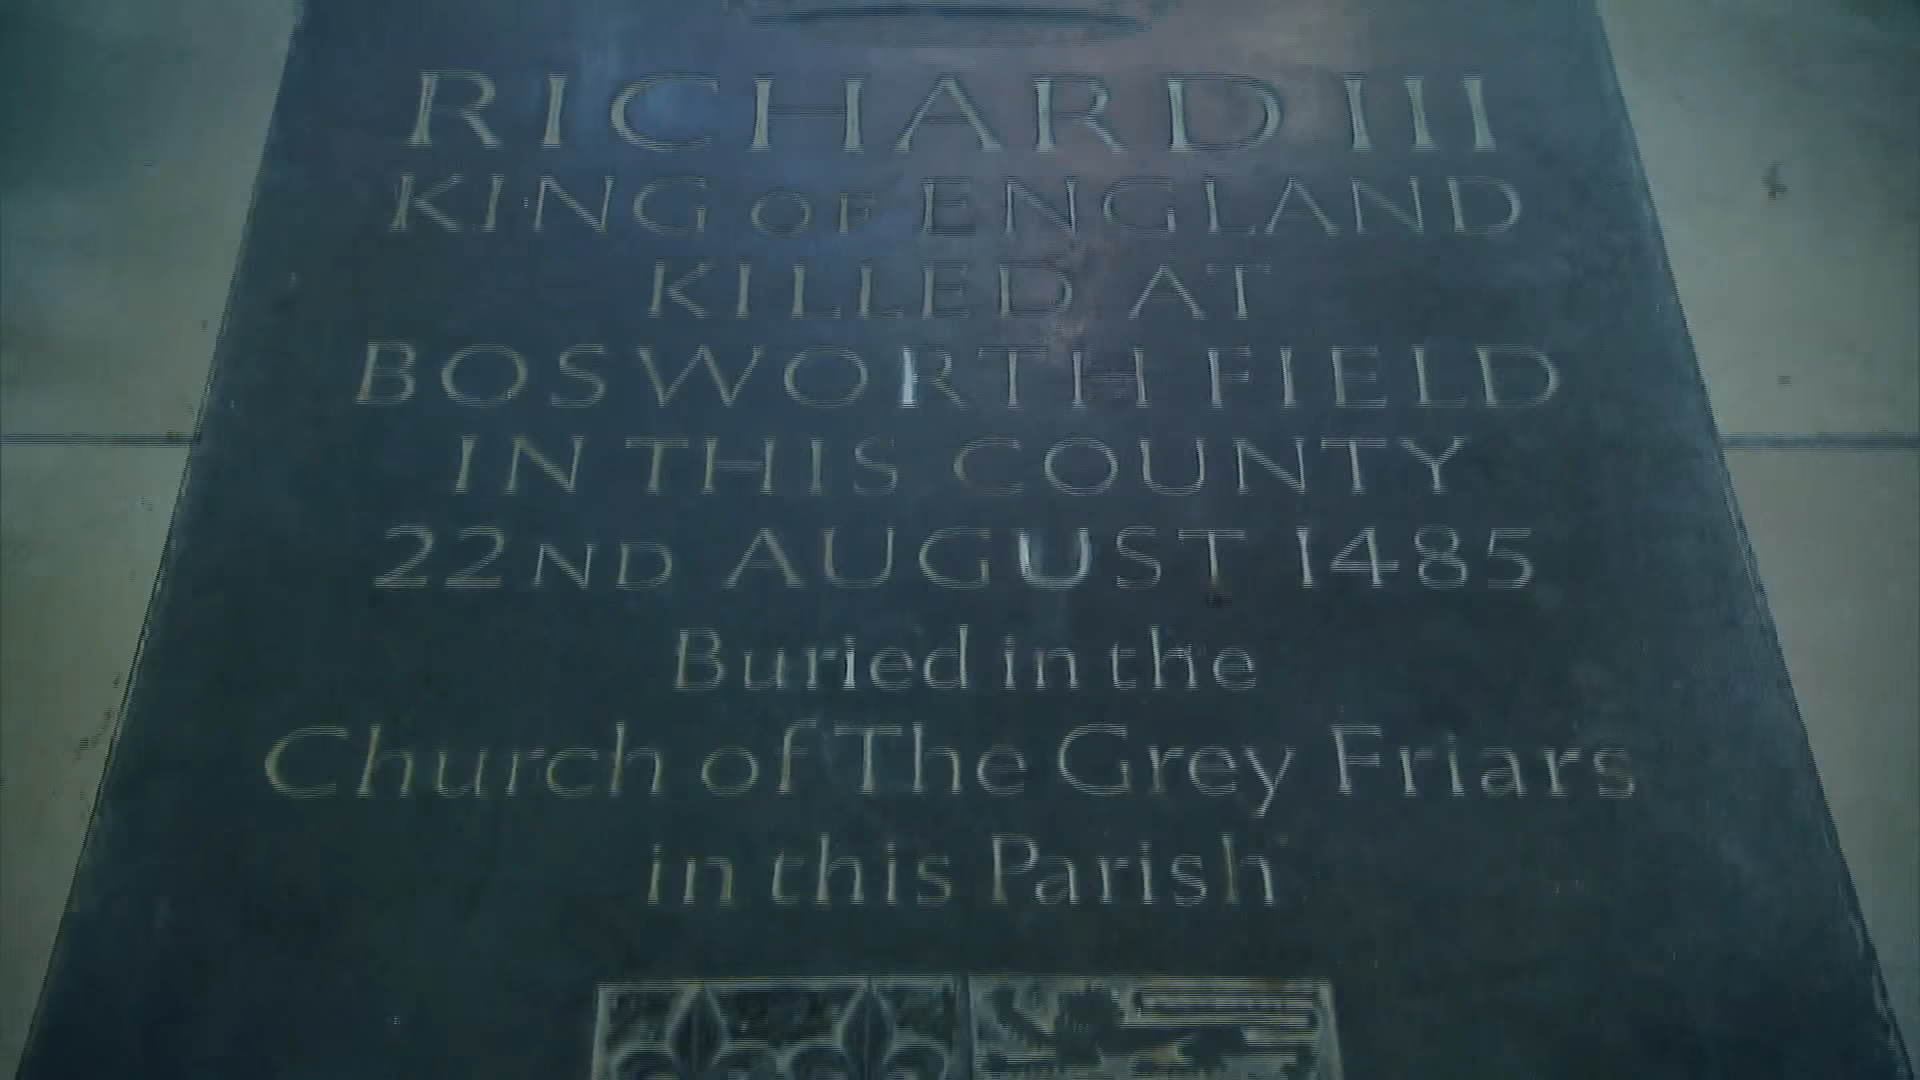 RICHARD III
KING OF ENGLAND
KILLED AT
BOSWORTH FIELD
IN THIS COUNTY
22ND AUGUST 1485
Buried in the
Church of The Grey Friars
in this Parish